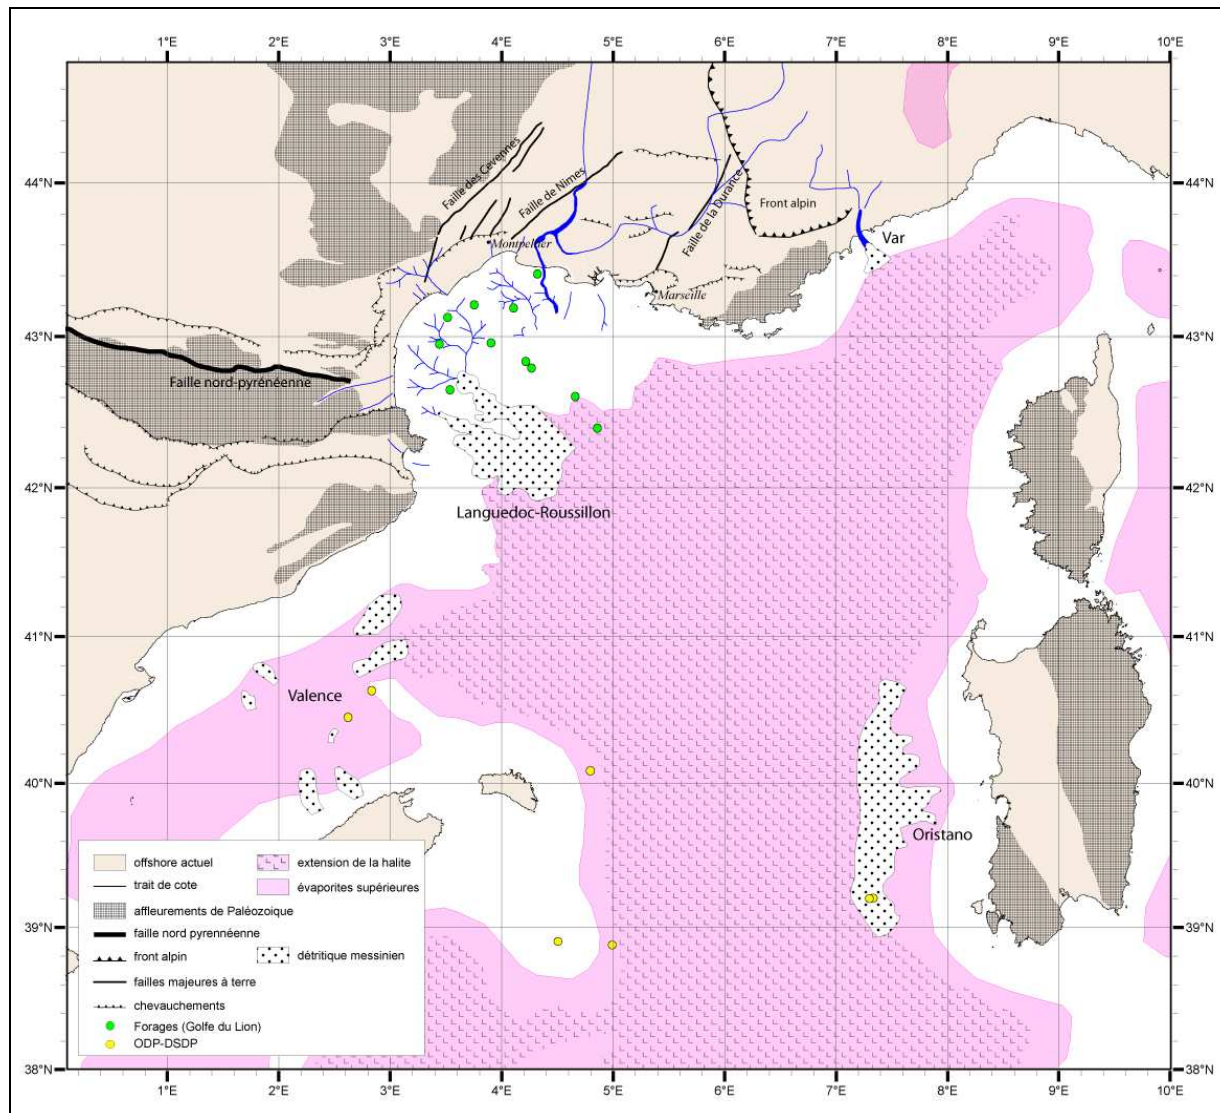 1°E 2°E 3°E 4°E 5°E 6°E 7°E 8°E 9°E 10°E
44°N 44°N
43°N 43°N
42°N 42°N
41°N 41°N
40°N 40°N
39°N 39°N
38°N 38°N
Faille des Cevennes
Faille de Nimes
Faille de la Durance
Front alpin
Montpellier
Var
Marseille
Faille nord-pyrénéenne
Languedoc-Roussillon
Valence
Oristano
offshore actuel
trait de cote
affleurements de Paléozoique
faille nord pyrennéenne
front alpin
failles majeures à terre
chevauchements
Forages (Golfe du Lion)
ODP-DSDP
extension de la halite
évaporites supérieures
détritique messinien
1°E 2°E 3°E 4°E 5°E 6°E 7°E 8°E 9°E 10°E